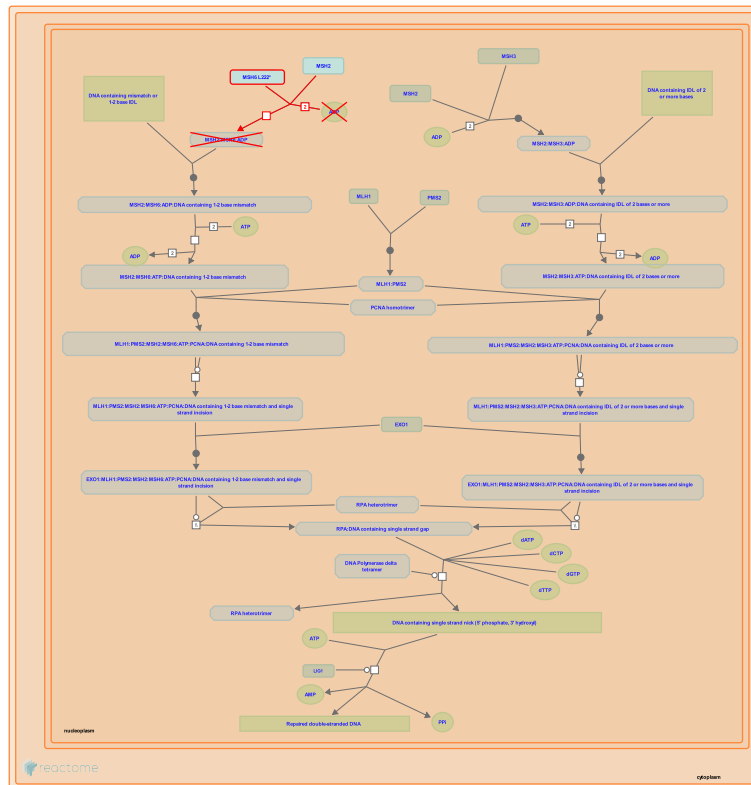 MSH2
MSH6 L222*
MSH3
DNA containing mismatch or
1-2 base IDL
DNA containing IDL of 2
or more bases
MSH2
2
ADP
2
ADP
MSH2:MSH6:ADP
MSH2:MSH3:ADP
MLH1
PMS2
MSH2:MSH6:ADP:DNA containing 1-2 base mismatch
MSH2:MSH3:ADP:DNA containing IDL of 2 bases or more
2
ATP
ATP
2
ADP
2
2
ADP
MSH2:MSH6:ATP:DNA containing 1-2 base mismatch
MSH2:MSH3:ATP:DNA containing IDL of 2 bases or more
MLH1:PMS2
PCNA homotrimer
MLH1:PMS2:MSH2:MSH6:ATP:PCNA:DNA containing 1-2 base mismatch
MLH1:PMS2:MSH2:MSH3:ATP:PCNA:DNA containing IDL of 2 bases or more
MLH1:PMS2:MSH2:MSH6:ATP:PCNA:DNA containing 1-2 base mismatch and single
strand incision
MLH1:PMS2:MSH2:MSH3:ATP:PCNA:DNA containing IDL of 2 or more bases and single
strand incision
EXO1
EXO1:MLH1:PMS2:MSH2:MSH6:ATP:PCNA:DNA containing 1-2 base mismatch and single
strand incision
EXO1:MLH1:PMS2:MSH2:MSH3:ATP:PCNA:DNA containing IDL of 2 or more bases and single
strand incision
RPA heterotrimer
RPA:DNA containing single strand gap
dATP
dCTP
DNA Polymerase delta
tetramer
dGTP
dTTP
RPA heterotrimer
DNA containing single strand nick (5' phosphate, 3' hydroxyl)
ATP
LIG1
AMP
Repaired double-stranded DNA
PPi
nucleoplasm
reactome
cytoplasm